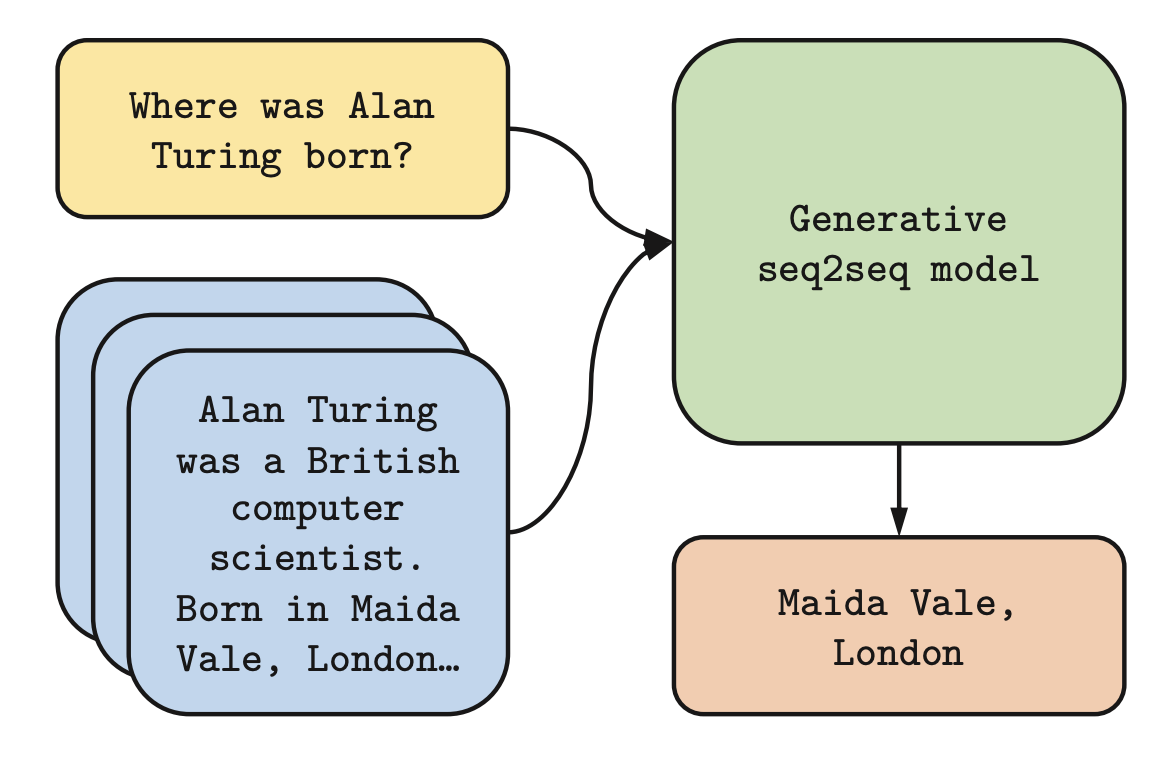 Where was Alan
Turing born?
Alan Turing
was a British
computer
scientist.
Born in Maida
Vale, London…
Generative
seq2seq model
Maida Vale,
London